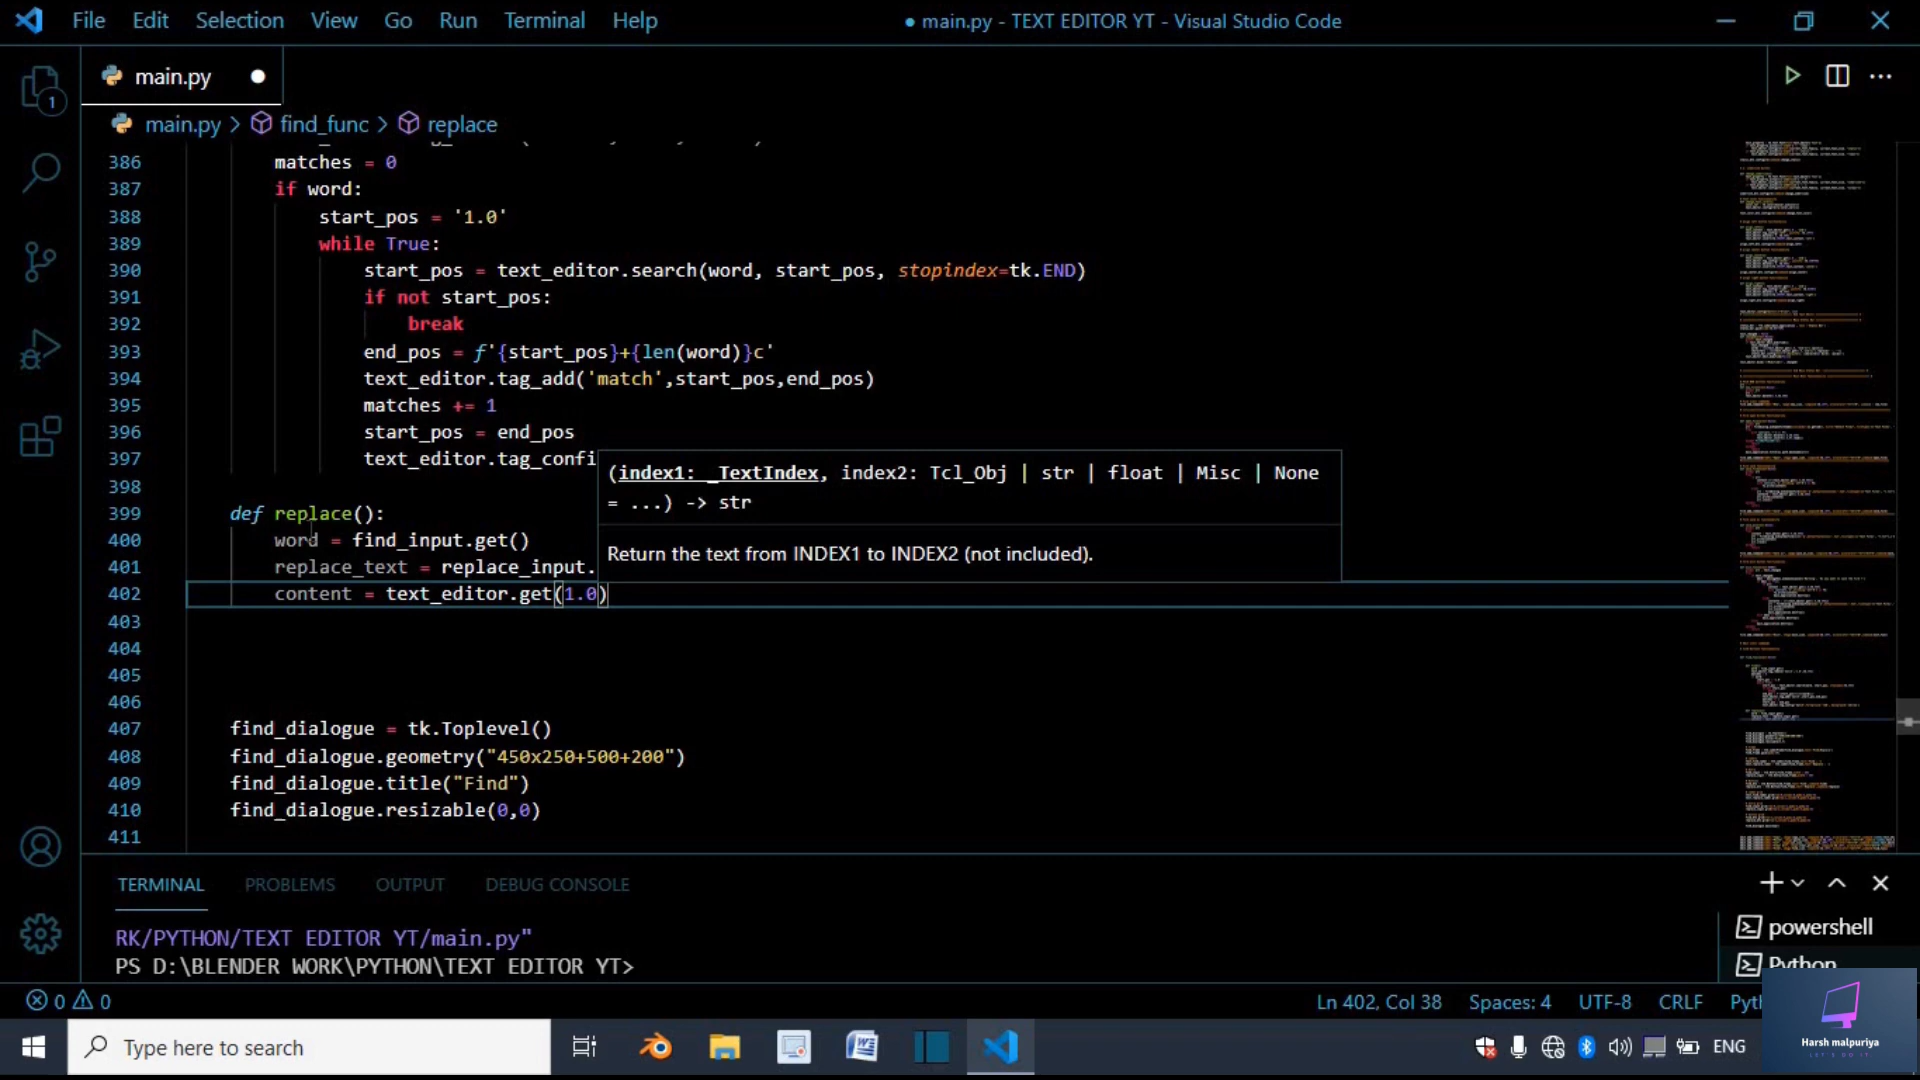 File Edit Selection View Go Run Terminal Help
● main.py - TEXT EDITOR YT - Visual Studio Code
main.py
main.py > find_func > replace
386 matches = 0
387 if word:
388 start_pos = '1.0'
389 while True:
390 start_pos = text_editor.search(word, start_pos, stopindex=tk.END)
391 if not start_pos:
392 break
393 end_pos = f'{start_pos}+{len(word)}c'
394 text_editor.tag_add('match',start_pos,end_pos)
395 matches += 1
396 start_pos = end_pos
397 text_editor.tag_confi
(index1: _TextIndex, index2: Tcl_Obj | str | float | Misc | None
= ...) -> str
Return the text from INDEX1 to INDEX2 (not included).
398
399 def replace():
400 word = find_input.get()
401 replace_text = replace_input.
402 content = text_editor.get(1.0)
403
404
405
406
407 find_dialogue = tk.Toplevel()
408 find_dialogue.geometry("450x250+500+200")
409 find_dialogue.title("Find")
410 find_dialogue.resizable(0,0)
411
TERMINAL PROBLEMS OUTPUT DEBUG CONSOLE
RK/PYTHON/TEXT EDITOR YT/main.py"
PS D:\BLENDER WORK\PYTHON\TEXT EDITOR YT>
powershell
Python
0 0
Ln 402, Col 38 Spaces: 4 UTF-8 CRLF Pyt
Type here to search
ENG
Harsh malpuriya
LET'S DO IT
1